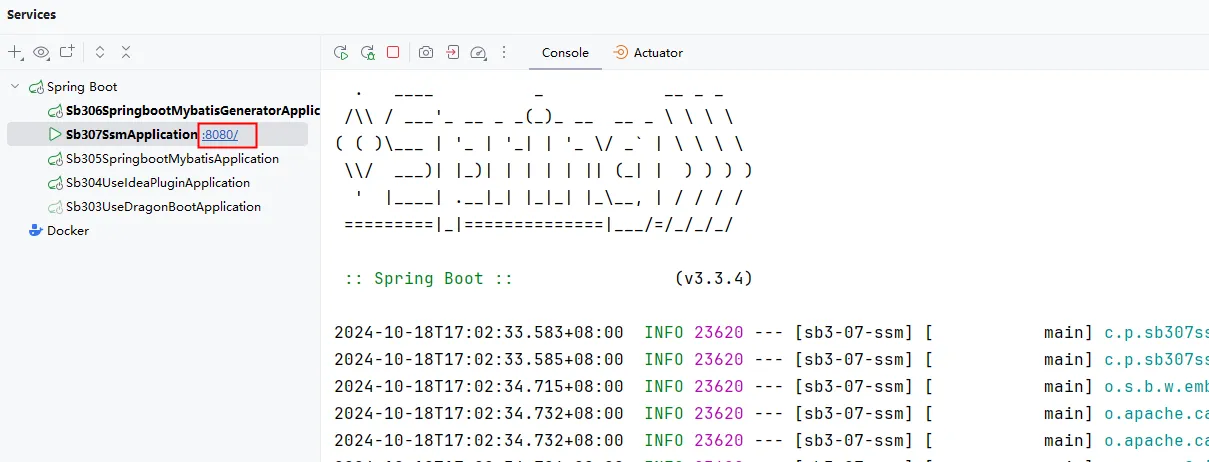 Services
Console
Actuator
Spring Boot
Sb306SpringbootMybatisGeneratorApplic
Sb307SsmApplication :8080/
Sb305SpringbootMybatisApplication
Sb304UseIdeaPluginApplication
Sb303UseDragonBootApplication
Docker
  .   ____          _            __ _ _
 /\\ / ___'_ __ _ _(_)_ __  __ _ \ \ \ \
( ( )\___ | '_ | '_| | '_ \/ _` | \ \ \ \
 \\/  ___)| |_)| | | | | || (_| |  ) ) ) )
  '  |____| .__|_| |_|_| |_\__, | / / / /
 =========|_|==============|___/=/_/_/_/
 :: Spring Boot ::                (v3.3.4)
2024-10-18T17:02:33.583+08:00  INFO 23620 --- [sb3-07-ssm] [           main] c.p.sb307ss
2024-10-18T17:02:33.585+08:00  INFO 23620 --- [sb3-07-ssm] [           main] c.p.sb307ss
2024-10-18T17:02:34.715+08:00  INFO 23620 --- [sb3-07-ssm] [           main] o.s.b.w.emb
2024-10-18T17:02:34.732+08:00  INFO 23620 --- [sb3-07-ssm] [           main] o.apache.ca
2024-10-18T17:02:34.732+08:00  INFO 23620 --- [sb3-07-ssm] [           main] o.apache.ca